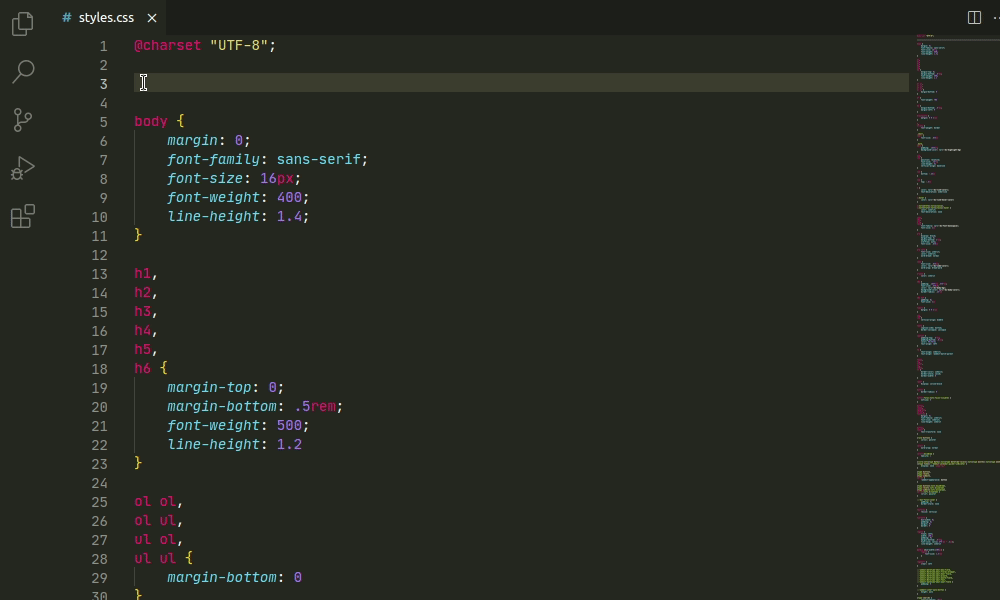 # styles.css ×
1 @charset "UTF-8";
2
3
4
5 body {
6 margin: 0;
7 font-family: sans-serif;
8 font-size: 16px;
9 font-weight: 400;
10 line-height: 1.4;
11 }
12
13 h1,
14 h2,
15 h3,
16 h4,
17 h5,
18 h6 {
19 margin-top: 0;
20 margin-bottom: .5rem;
21 font-weight: 500;
22 line-height: 1.2
23 }
24
25 ol ol,
26 ol ul,
27 ul ol,
28 ul ul {
29 margin-bottom: 0
30 }